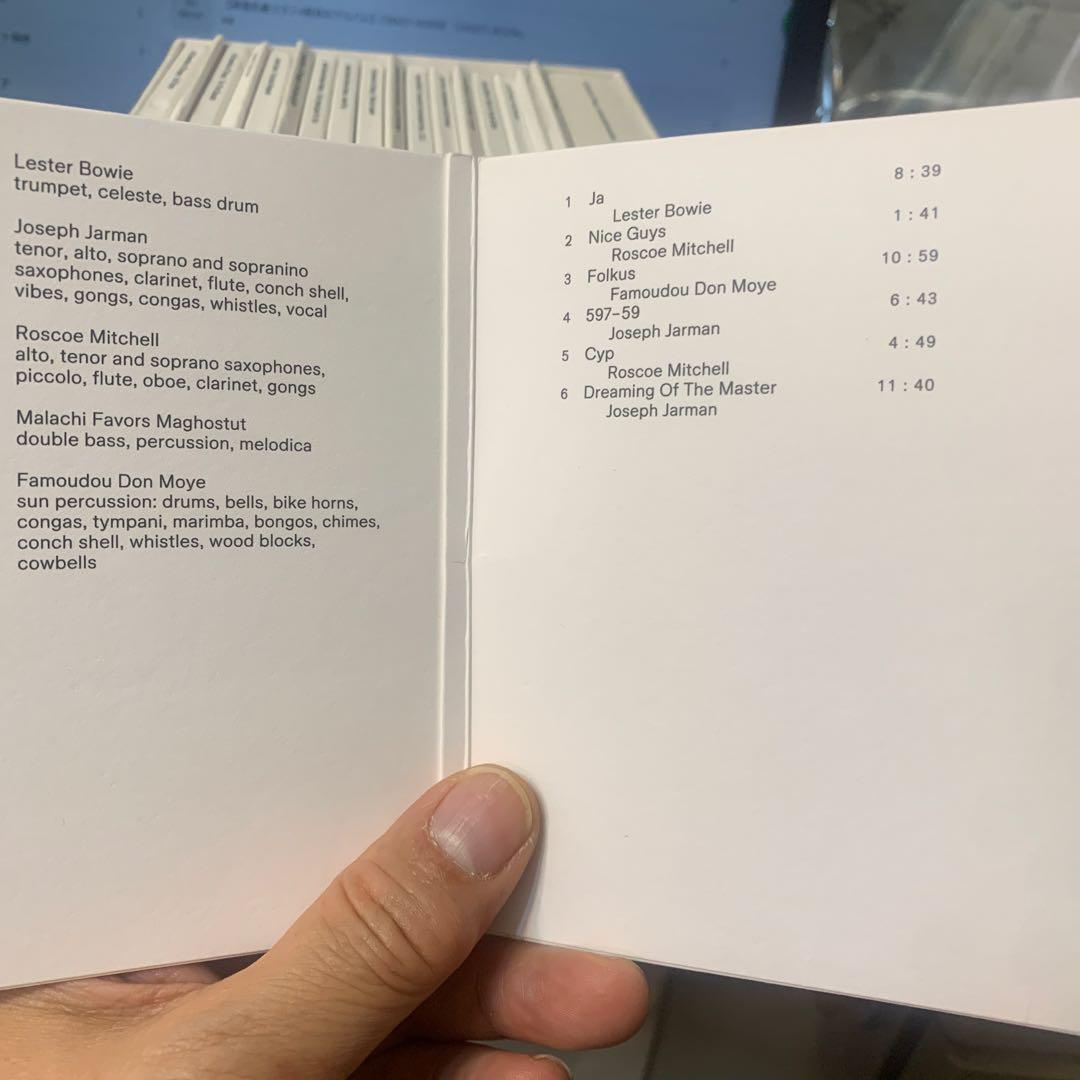 Lester Bowie
trumpet, celeste, bass drum
Joseph Jarman
tenor, alto, soprano and sopranino
saxophones, clarinet, flute, conch shell,
vibes, gongs, congas, whistles, vocal
Roscoe Mitchell
alto, tenor and soprano saxophones,
piccolo, flute, oboe, clarinet, gongs
Malachi Favors Maghostut
double bass, percussion, melodica
Famoudou Don Moye
sun percussion: drums, bells, bike horns,
congas, tympani, marimba, bongos, chimes,
conch shell, whistles, wood blocks,
cowbells
1 Ja 8 : 39
Lester Bowie
2 Nice Guys 1 : 41
Roscoe Mitchell
3 Folkus 10 : 59
Famoudou Don Moye
4 597–59 6 : 43
Joseph Jarman
5 Cyp 4 : 49
Roscoe Mitchell
6 Dreaming Of The Master 11 : 40
Joseph Jarman